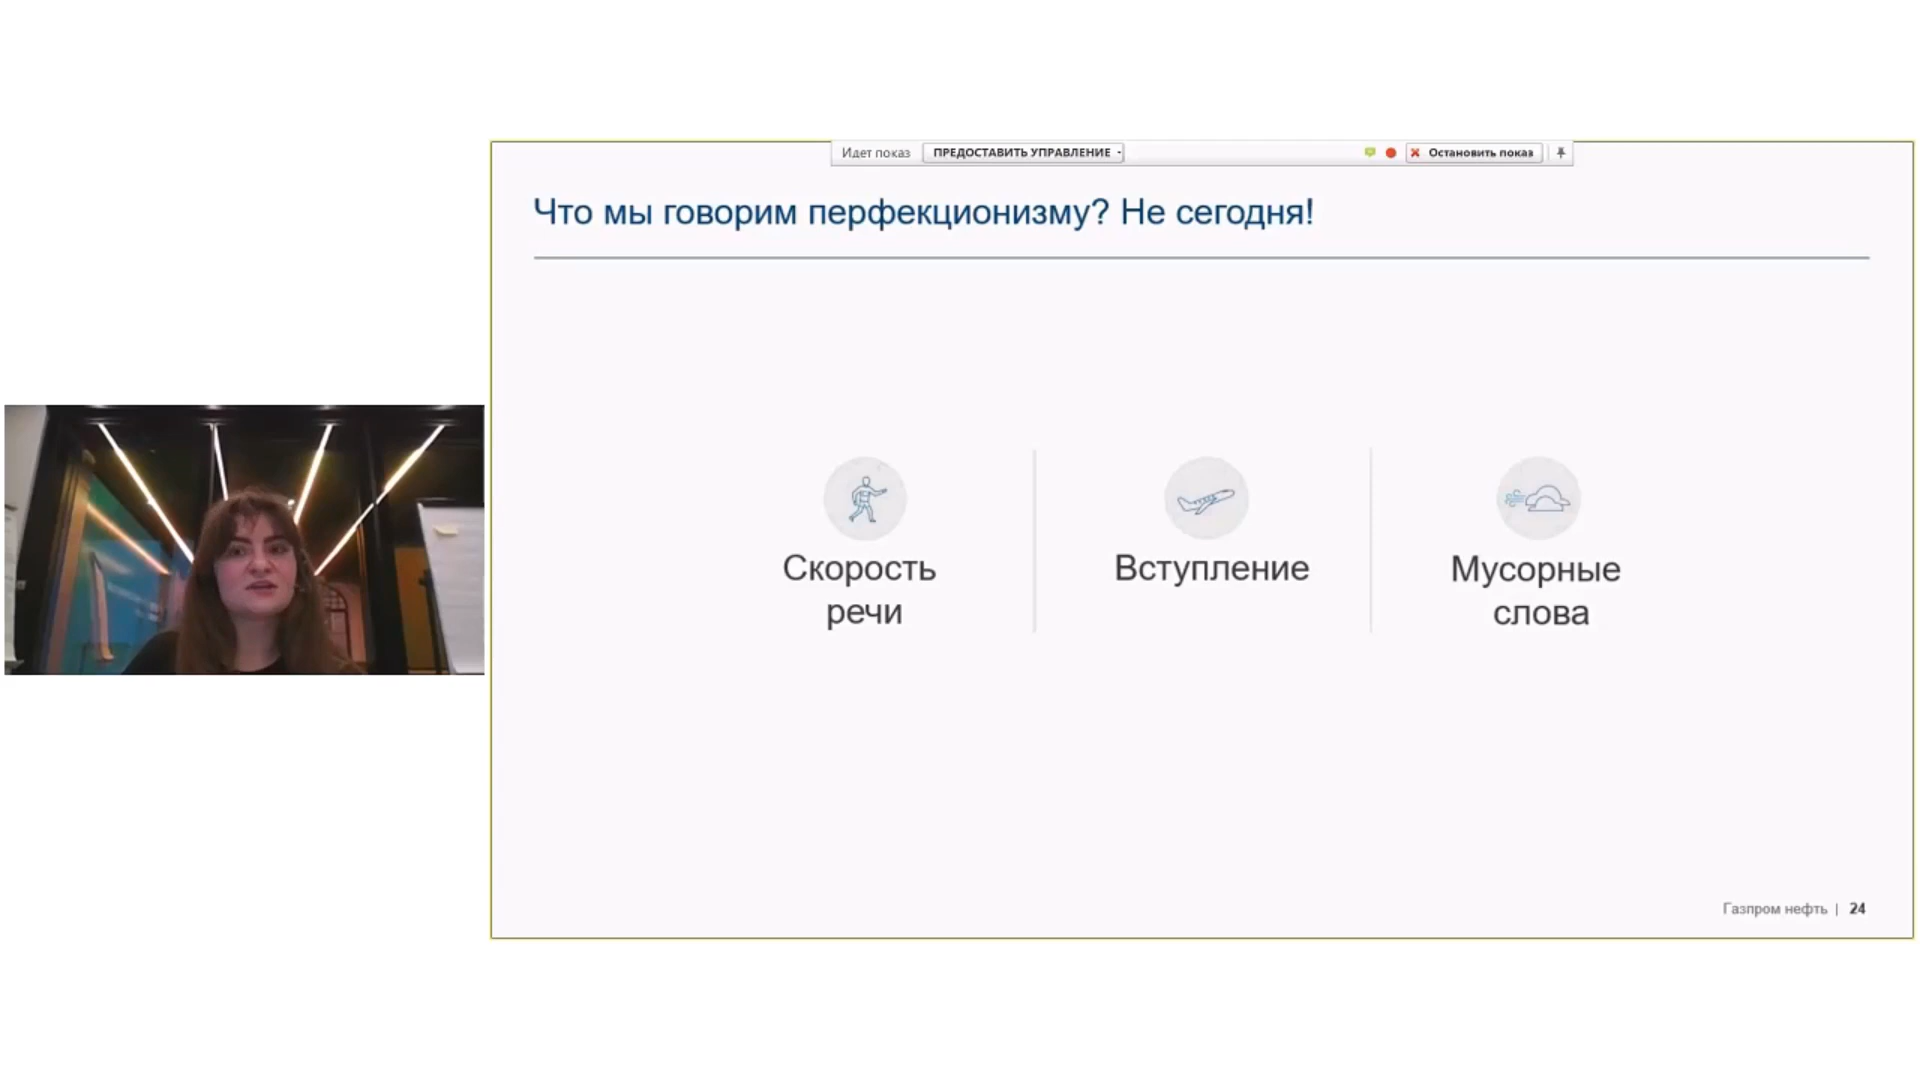 Идет показ
ПРЕДОСТАВИТЬ УПРАВЛЕНИЕ
Остановить показ
Что мы говорим перфекционизму? Не сегодня!
Скорость
речи
Вступление
Мусорные
слова
Газпром нефть | 24